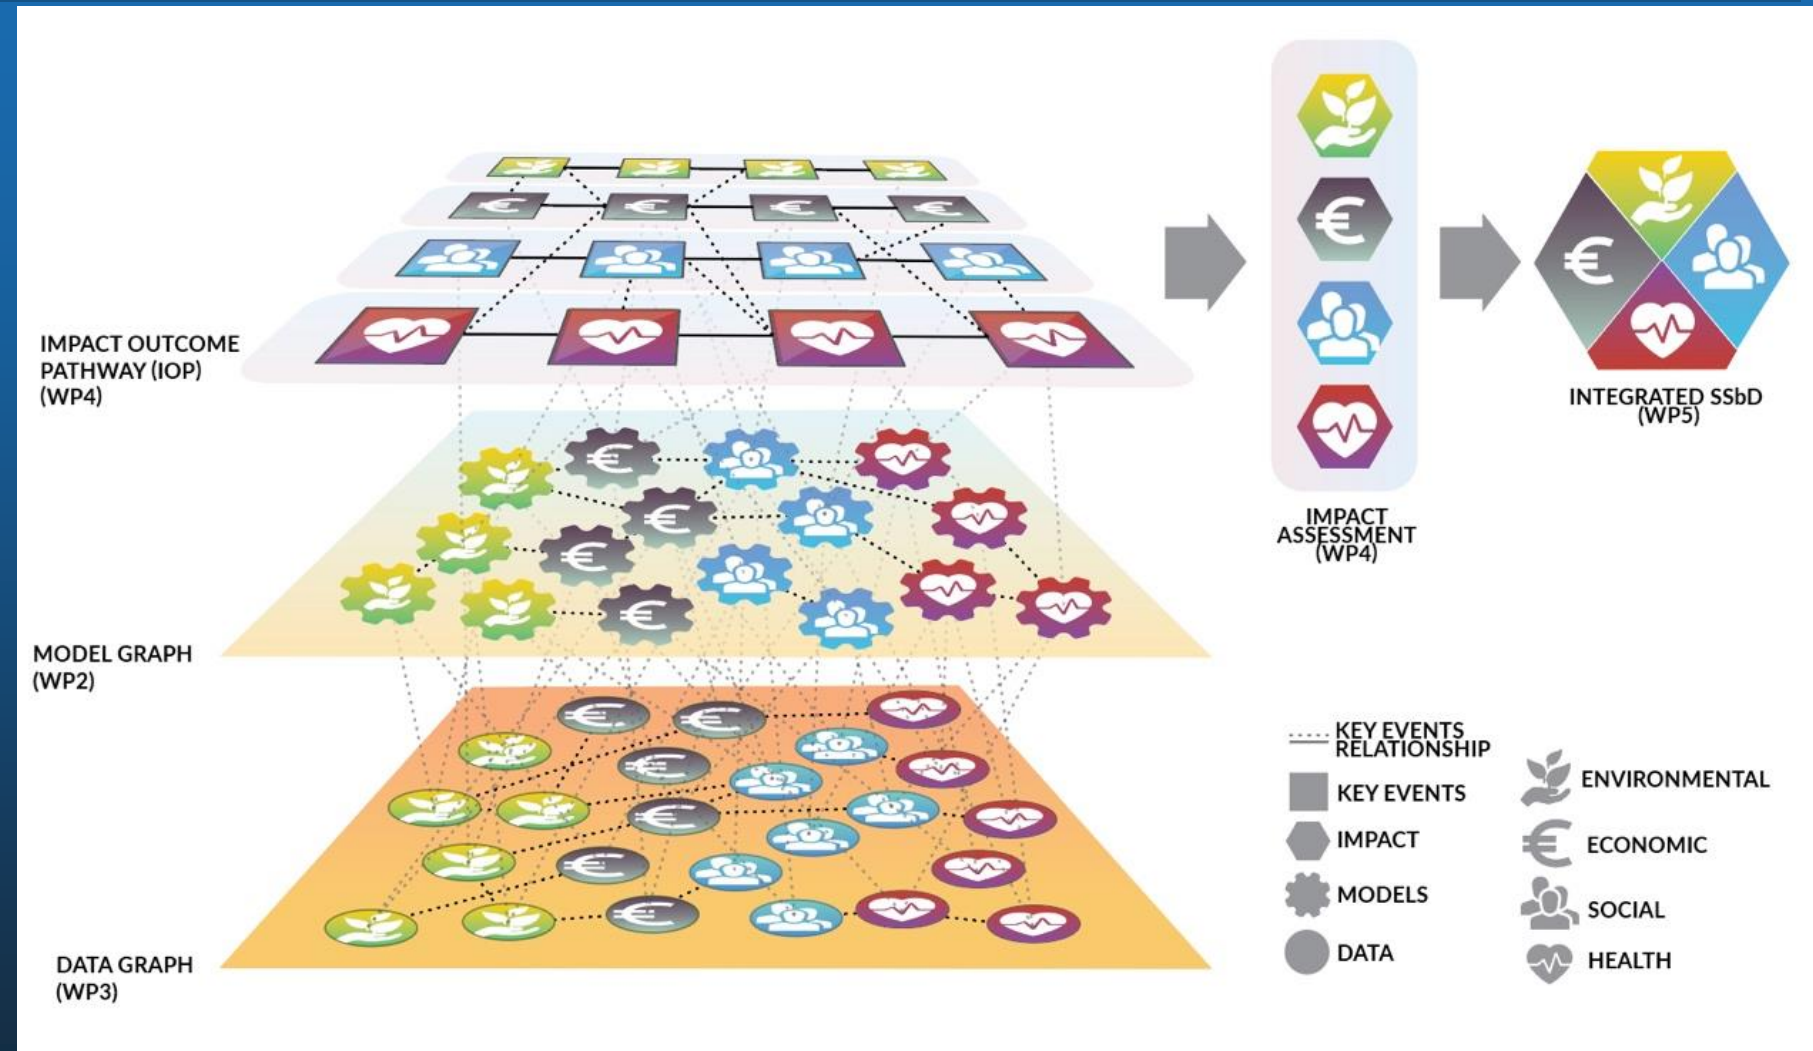 IMPACT OUTCOME
PATHWAY (IOP)
(WP4)
MODEL GRAPH
(WP2)
DATA GRAPH
(WP3)
IMPACT
ASSESSMENT
(WP4)
INTEGRATED SSbD
(WP5)
KEY EVENTS
RELATIONSHIP
KEY EVENTS
IMPACT
MODELS
DATA
ENVIRONMENTAL
ECONOMIC
SOCIAL
HEALTH